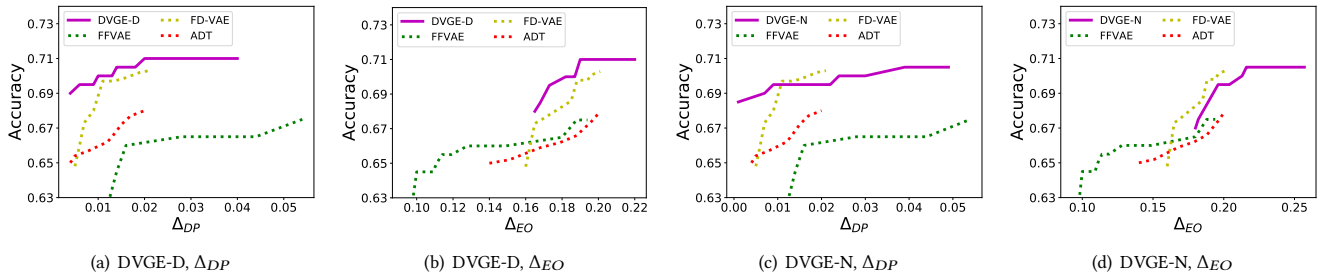 DVGE-D FD-VAE
FFVAE ADT
Accuracy
0.73
0.71
0.69
0.67
0.65
0.63
0.01 0.02 0.03 0.04 0.05
Δ_DP
(a) DVGE-D, Δ_DP
DVGE-D FD-VAE
FFVAE ADT
Accuracy
0.73
0.71
0.69
0.67
0.65
0.63
0.10 0.12 0.14 0.16 0.18 0.20 0.22
Δ_EO
(b) DVGE-D, Δ_EO
DVGE-N FD-VAE
FFVAE ADT
Accuracy
0.73
0.71
0.69
0.67
0.65
0.63
0.00 0.01 0.02 0.03 0.04 0.05
Δ_DP
(c) DVGE-N, Δ_DP
DVGE-N FD-VAE
FFVAE ADT
Accuracy
0.73
0.71
0.69
0.67
0.65
0.63
0.10 0.15 0.20 0.25
Δ_EO
(d) DVGE-N, Δ_EO